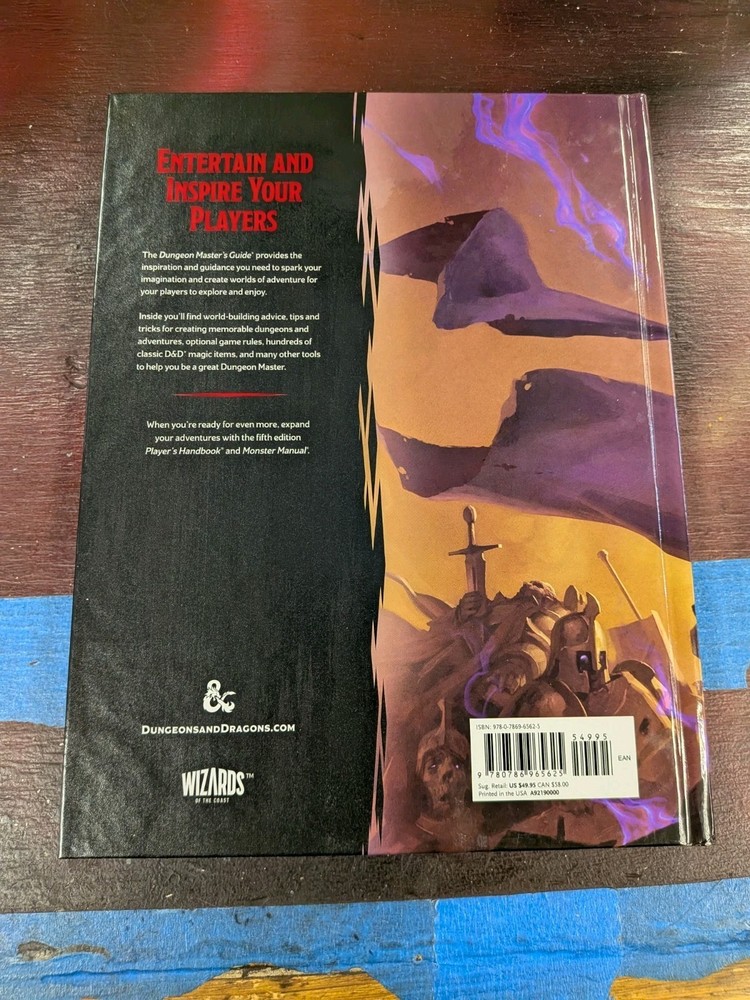 ENTERTAIN AND
INSPIRE YOUR
PLAYERS
The Dungeon Master's Guide® provides the
inspiration and guidance you need to spark your
imagination and create worlds of adventure for
your players to explore and enjoy.
Inside you'll find world-building advice, tips and
tricks for creating memorable dungeons and
adventures, optional game rules, hundreds of
classic D&D® magic items, and many other tools
to help you be a great Dungeon Master.
When you're ready for even more, expand
your adventures with the fifth edition
Player's Handbook® and Monster Manual®.
&
DUNGEONSANDDRAGONS.COM
WIZARDS™
OF THE COAST
ISBN: 978-0-7869-6562-5
54995
EAN
9 780786 965625
Sug. Retail: US $49.95 CAN $58.00
Printed in the USA A92190000